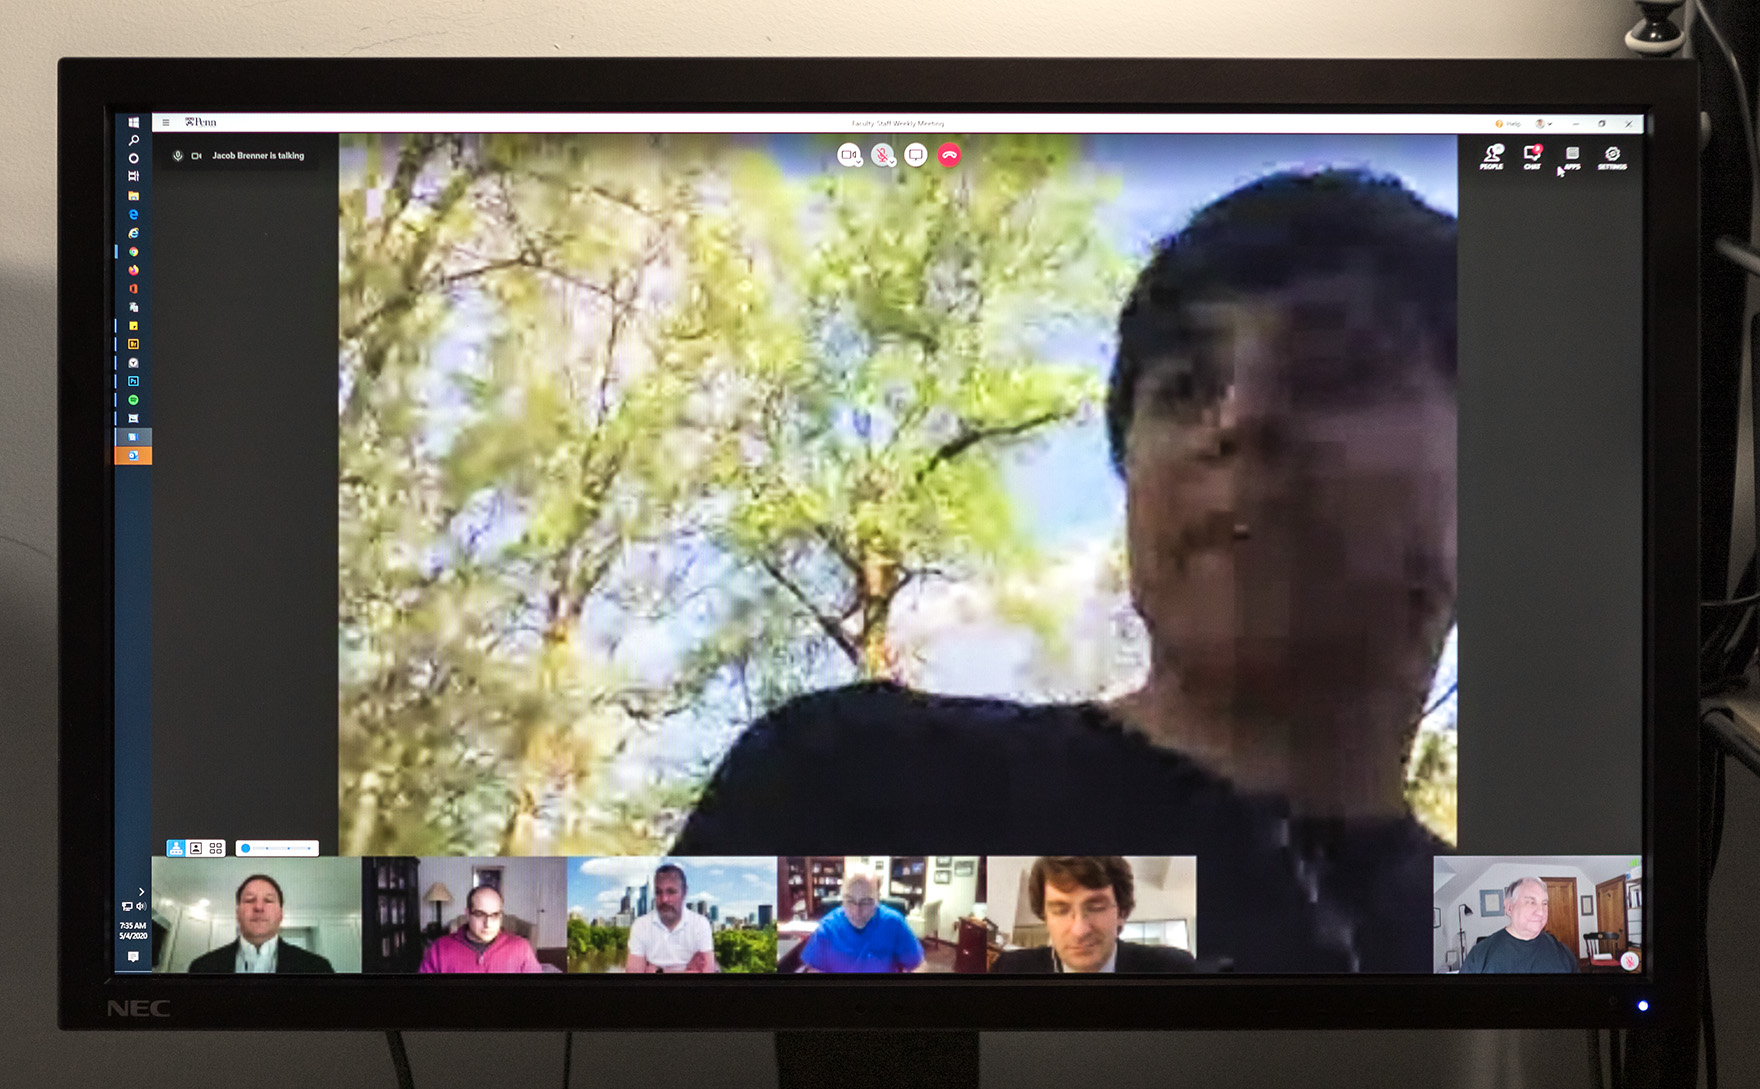 Penn
Faculty Staff Weekly Meeting
Help
Jacob Brenner is talking
PEOPLE
CHAT
APPS
SETTINGS
7:35 AM
5/4/2020
NEC